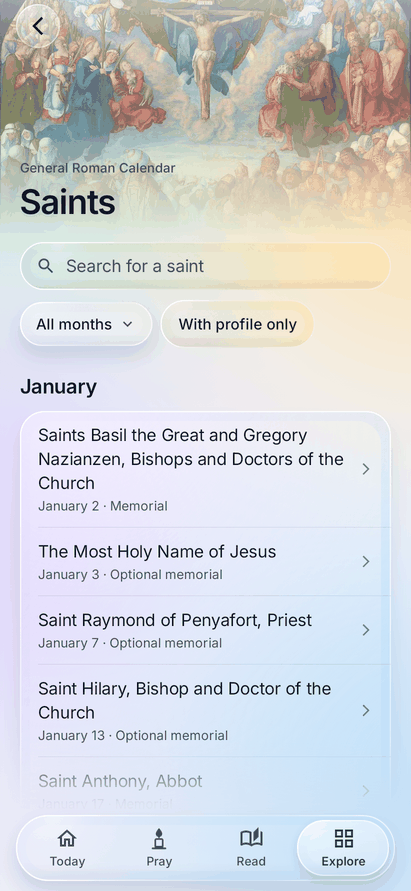 General Roman Calendar
Saints
Search for a saint
All months
With profile only
January
Saints Basil the Great and Gregory
Nazianzen, Bishops and Doctors of the
Church
January 2 · Memorial
The Most Holy Name of Jesus
January 3 · Optional memorial
Saint Raymond of Penyafort, Priest
January 7 · Optional memorial
Saint Hilary, Bishop and Doctor of the
Church
January 13 · Optional memorial
Saint Anthony, Abbot
January 17 · Memorial
Today
Pray
Read
Explore